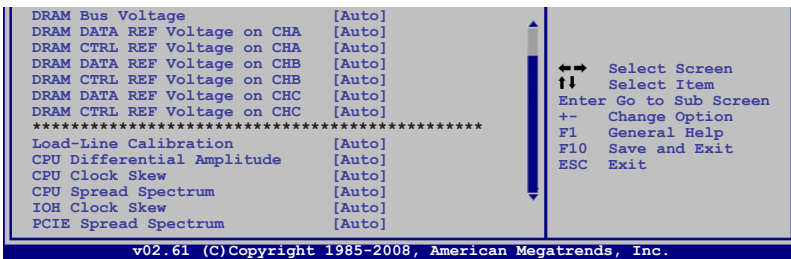 DRAM Bus Voltage [Auto]
DRAM DATA REF Voltage on CHA [Auto]
DRAM CTRL REF Voltage on CHA [Auto]
DRAM DATA REF Voltage on CHB [Auto]
DRAM CTRL REF Voltage on CHB [Auto]
DRAM DATA REF Voltage on CHC [Auto]
DRAM CTRL REF Voltage on CHC [Auto]
***********************************************
Load-Line Calibration [Auto]
CPU Differential Amplitude [Auto]
CPU Clock Skew [Auto]
CPU Spread Spectrum [Auto]
IOH Clock Skew [Auto]
PCIE Spread Spectrum [Auto]
←→ Select Screen
↑↓ Select Item
Enter Go to Sub Screen
+- Change Option
F1 General Help
F10 Save and Exit
ESC Exit
v02.61 (C)Copyright 1985-2008, American Megatrends, Inc.